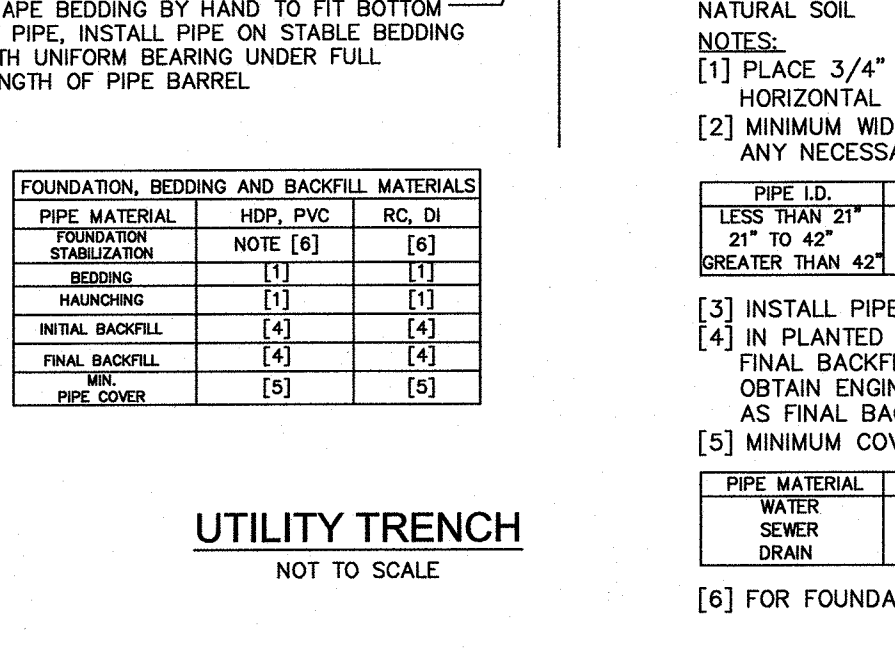 APE BEDDING BY HAND TO FIT BOTTOM
PIPE, INSTALL PIPE ON STABLE BEDDING
TH UNIFORM BEARING UNDER FULL
NGTH OF PIPE BARREL
FOUNDATION, BEDDING AND BACKFILL MATERIALS
PIPE MATERIAL HDP, PVC RC, DI
FOUNDATION STABILIZATION NOTE [6] [6]
BEDDING [1] [1]
HAUNCHING [1] [1]
INITIAL BACKFILL [4] [4]
FINAL BACKFILL [4] [4]
MIN. PIPE COVER [5] [5]
UTILITY TRENCH
NOT TO SCALE
NATURAL SOIL
NOTES:
[1] PLACE 3/4"
HORIZONTAL
[2] MINIMUM WID
ANY NECESSA
PIPE I.D.
LESS THAN 21"
21" TO 42"
GREATER THAN 42"
[3] INSTALL PIPE
[4] IN PLANTED
FINAL BACKFI
OBTAIN ENGIN
AS FINAL BA
[5] MINIMUM COV
PIPE MATERIAL
WATER
SEWER
DRAIN
[6] FOR FOUNDA